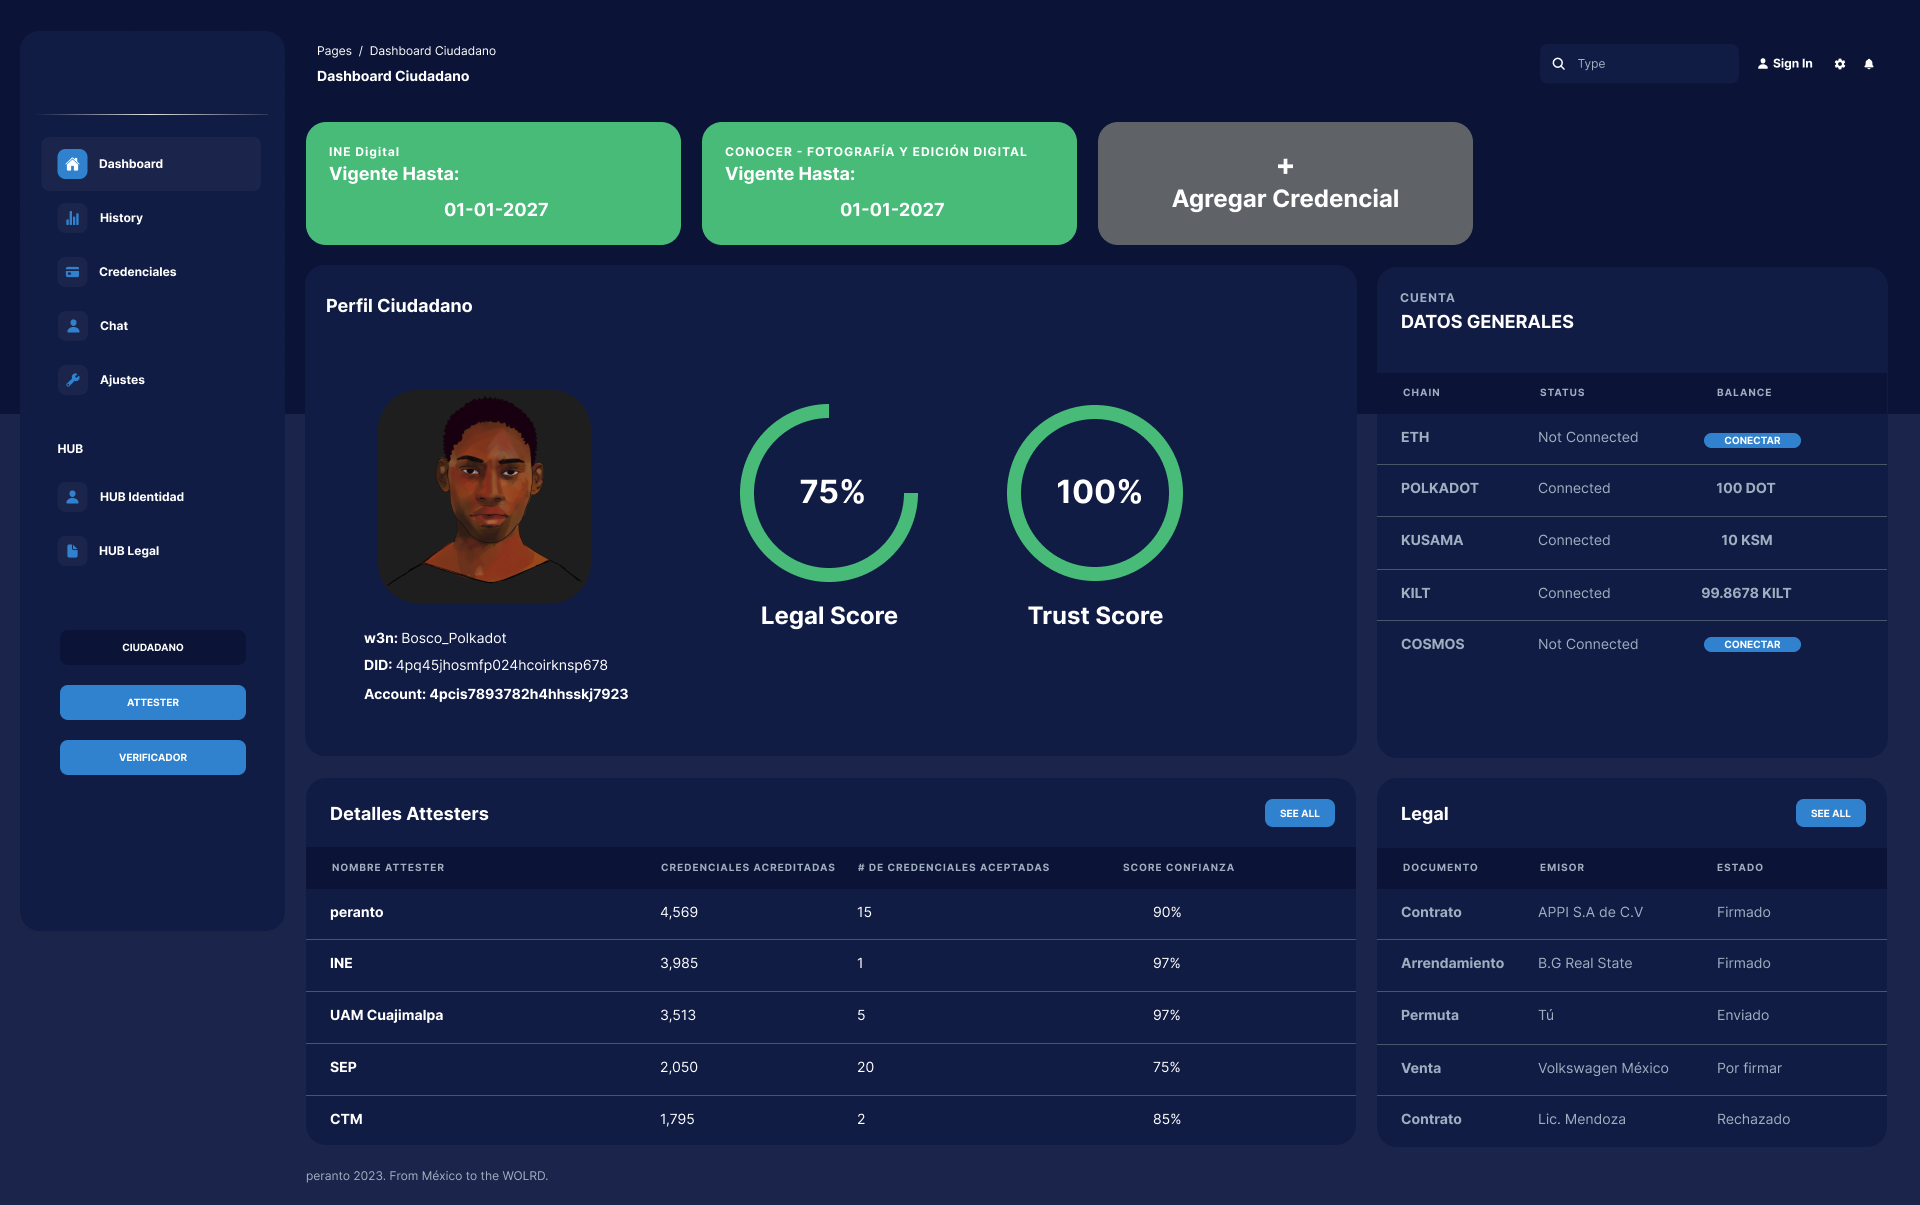 Pages / Dashboard Ciudadano
Dashboard Ciudadano
Type
Sign In
Dashboard
History
Credenciales
Chat
Ajustes
HUB
HUB Identidad
HUB Legal
CIUDADANO
ATTESTER
VERIFICADOR
INE Digital
Vigente Hasta:
01-01-2027
CONOCER - FOTOGRAFÍA Y EDICIÓN DIGITAL
Vigente Hasta:
01-01-2027
+
Agregar Credencial
Perfil Ciudadano
75%
Legal Score
100%
Trust Score
w3n: Bosco_Polkadot
DID: 4pq45jhosmfp024hcoirknsp678
Account: 4pcis7893782h4hhsskj7923
CUENTA
DATOS GENERALES
CHAIN STATUS BALANCE
ETH Not Connected CONECTAR
POLKADOT Connected 100 DOT
KUSAMA Connected 10 KSM
KILT Connected 99.8678 KILT
COSMOS Not Connected CONECTAR
Detalles Attesters
SEE ALL
NOMBRE ATTESTER CREDENCIALES ACREDITADAS # DE CREDENCIALES ACEPTADAS SCORE CONFIANZA
peranto 4,569 15 90%
INE 3,985 1 97%
UAM Cuajimalpa 3,513 5 97%
SEP 2,050 20 75%
CTM 1,795 2 85%
Legal
SEE ALL
DOCUMENTO EMISOR ESTADO
Contrato APPI S.A de C.V Firmado
Arrendamiento B.G Real State Firmado
Permuta Tú Enviado
Venta Volkswagen México Por firmar
Contrato Lic. Mendoza Rechazado
peranto 2023. From México to the WOLRD.